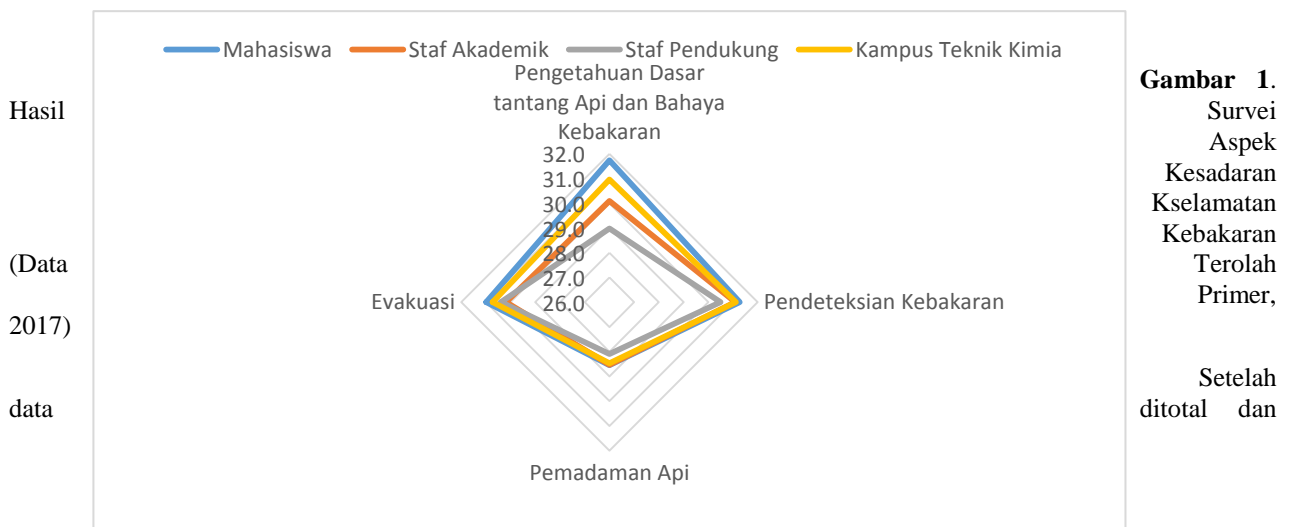 Mahasiswa Staf Akademik Staf Pendukung Kampus Teknik Kimia
Pengetahuan Dasar
tantang Api dan Bahaya
Kebakaran
32.0
31.0
30.0
29.0
28.0
27.0
26.0
Evakuasi
Pendeteksian Kebakaran
Pemadaman Api
Gambar 1.
Hasil Survei
Aspek
Kesadaran
Kselamatan
Kebakaran
(Data Terolah
Primer,
2017)
Setelah
data ditotal dan